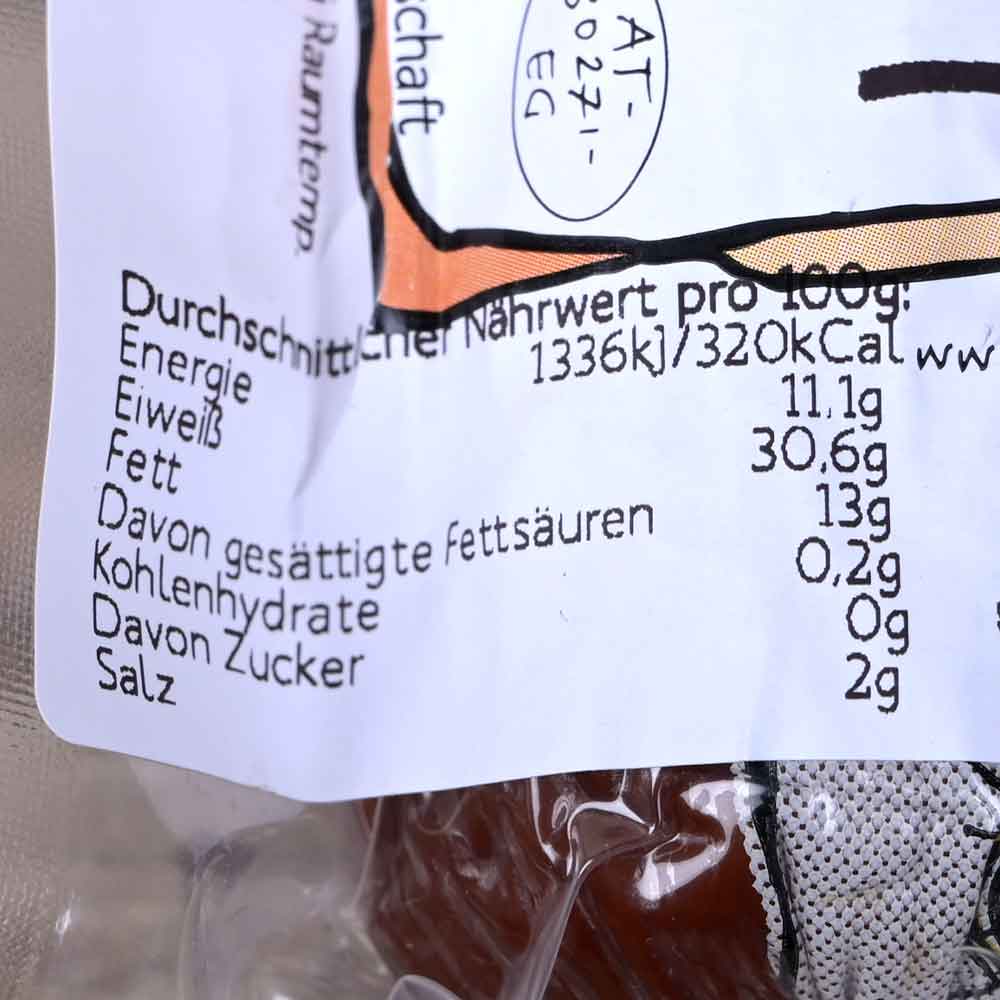 Raumtemp.
schaft
AT-
30271-
EG
Durchschnittlicher Nährwert pro 100g:
Energie 1336kJ/320kCal
ww
Eiweiß 11,1g
Fett 30,6g
Davon gesättigte Fettsäuren 13g
Kohlenhydrate 0,2g
Davon Zucker 0g
Salz 2g